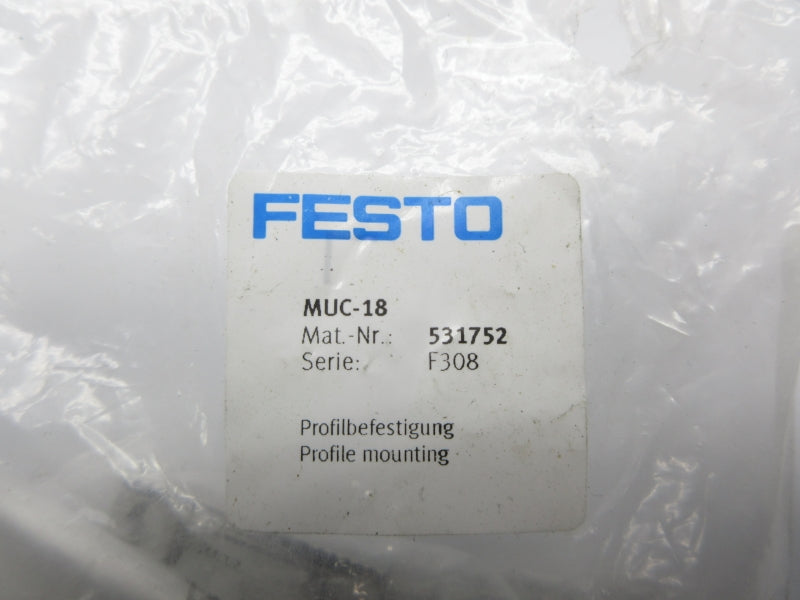 FESTO
MUC-18
Mat.-Nr.: 531752
Serie: F308
Profilbefestigung
Profile mounting